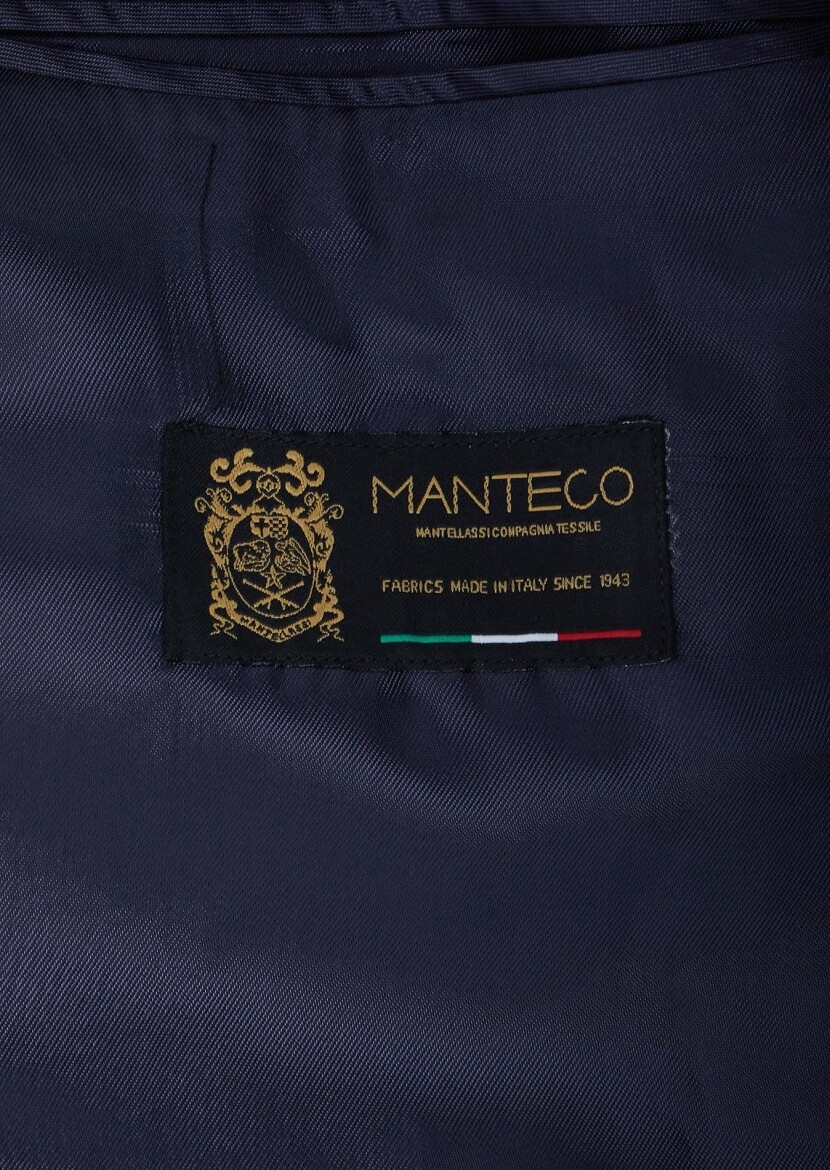 MANTECO
MANTELLASSI COMPAGNIA TESSILE
FABRICS MADE IN ITALY SINCE 1943